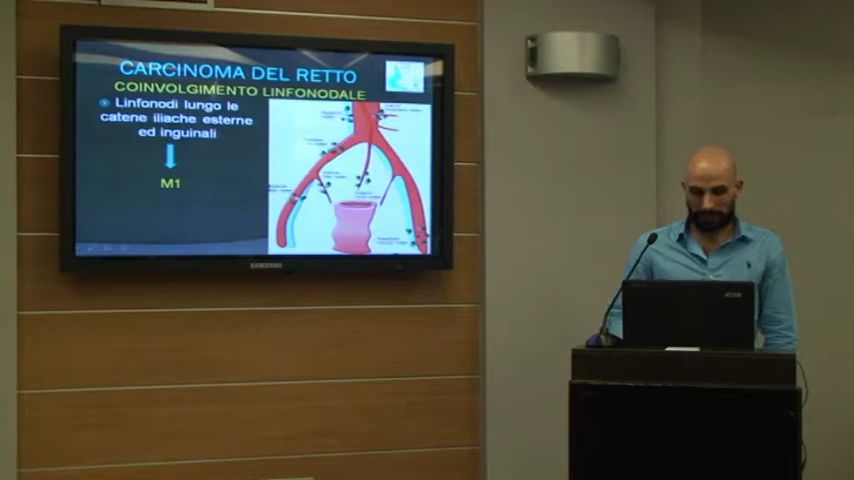 CARCINOMA DEL RETTO
COINVOLGIMENTO LINFONODALE
Linfonodi lungo le
catene iliache esterne
ed inguinali
M1
SAMSUNG